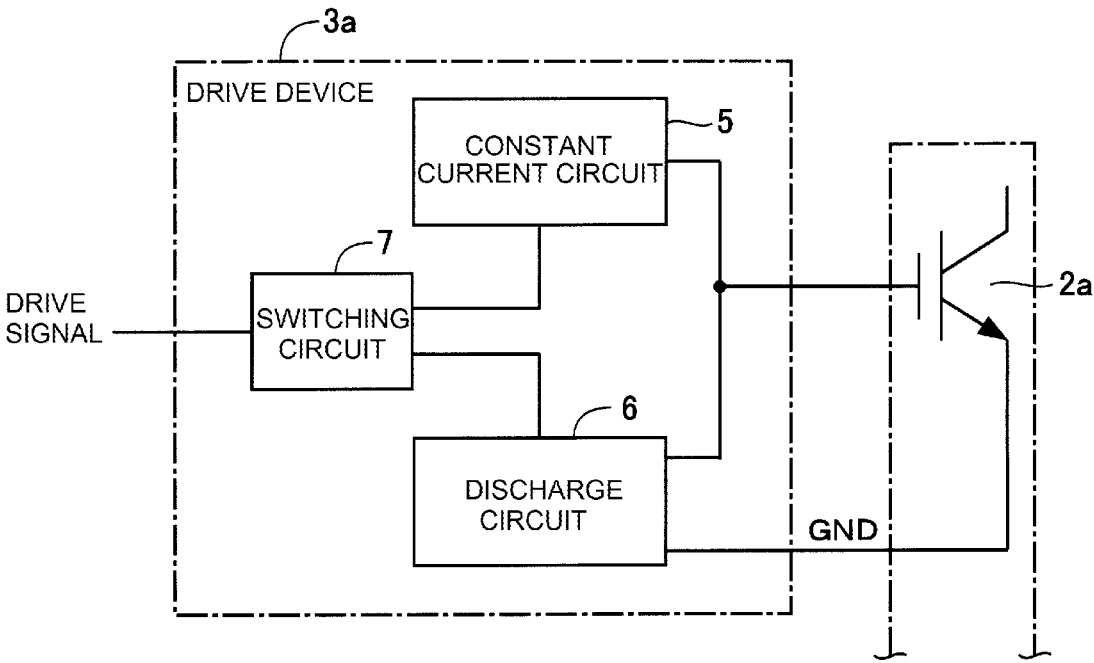 3a
DRIVE DEVICE
5
CONSTANT
CURRENT CIRCUIT
7
DRIVE
SIGNAL
SWITCHING
CIRCUIT
2a
6
DISCHARGE
CIRCUIT
GND